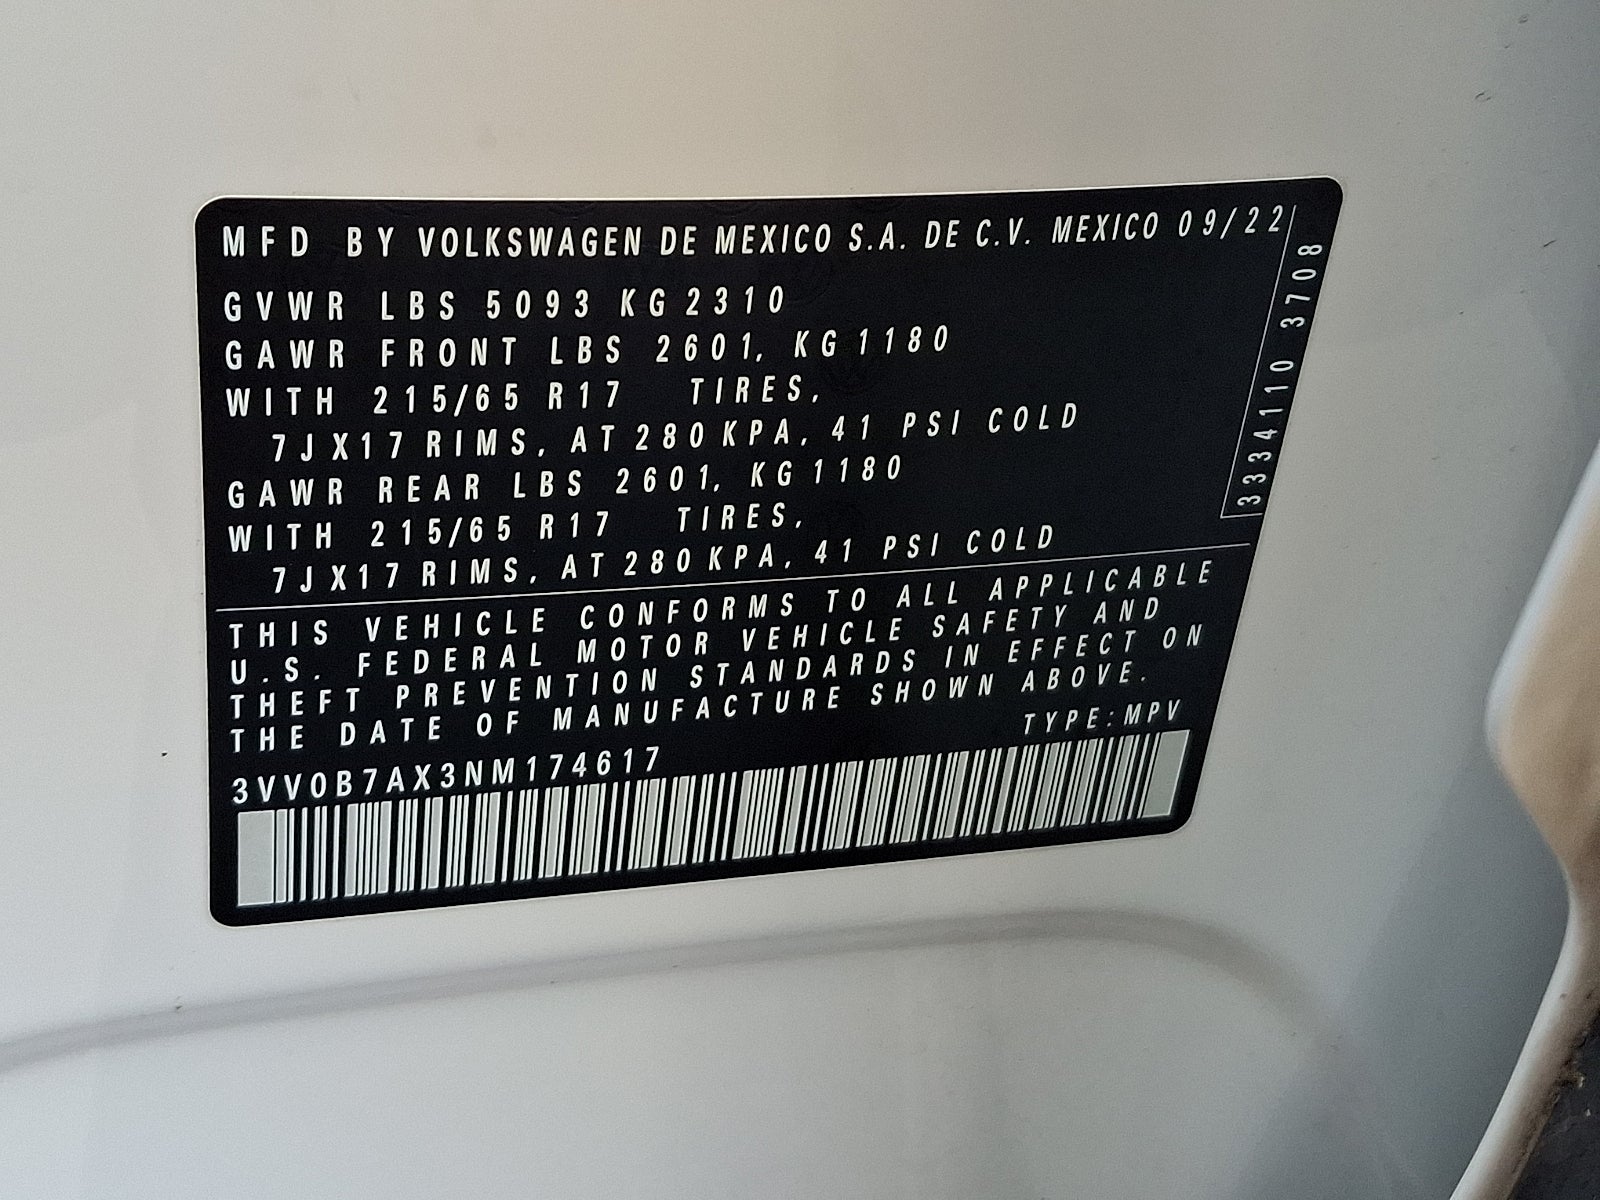 MFD BY VOLKSWAGEN DE MEXICO S.A. DE C.V. MEXICO 09/22
GVWR LBS 5093 KG 2310
GAWR FRONT LBS 2601, KG 1180
WITH 215/65 R17 TIRES,
7JX17 RIMS, AT 280 KPA, 41 PSI COLD
GAWR REAR LBS 2601, KG 1180
WITH 215/65 R17 TIRES,
7JX17 RIMS, AT 280 KPA, 41 PSI COLD
3334110 3708
THIS VEHICLE CONFORMS TO ALL APPLICABLE
U.S. FEDERAL MOTOR VEHICLE SAFETY AND
THEFT PREVENTION STANDARDS IN EFFECT ON
THE DATE OF MANUFACTURE SHOWN ABOVE.
TYPE: MPV
3VV0B7AX3NM174617